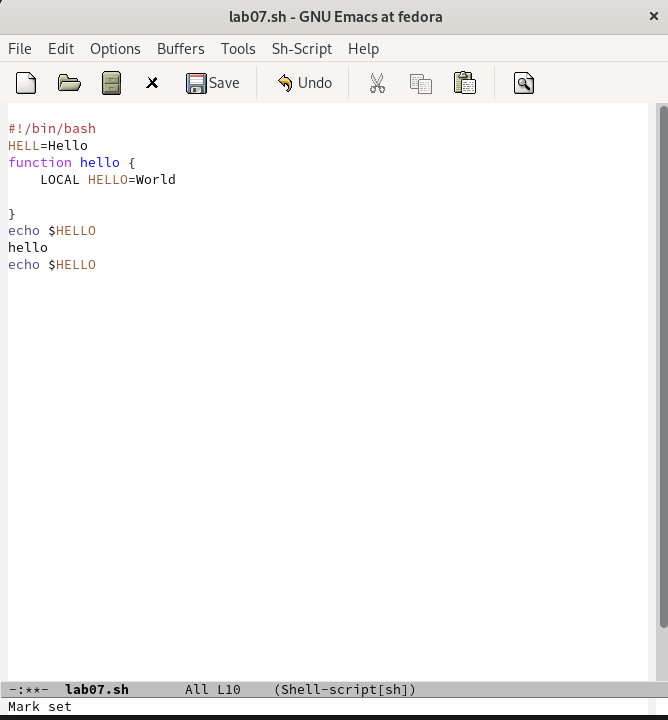 lab07.sh - GNU Emacs at fedora
File Edit Options Buffers Tools Sh-Script Help
Save Undo
#!/bin/bash
HELL=Hello
function hello {
    LOCAL HELLO=World
}
echo $HELLO
hello
echo $HELLO
-:**-  lab07.sh       All L10    (Shell-script[sh])
Mark set